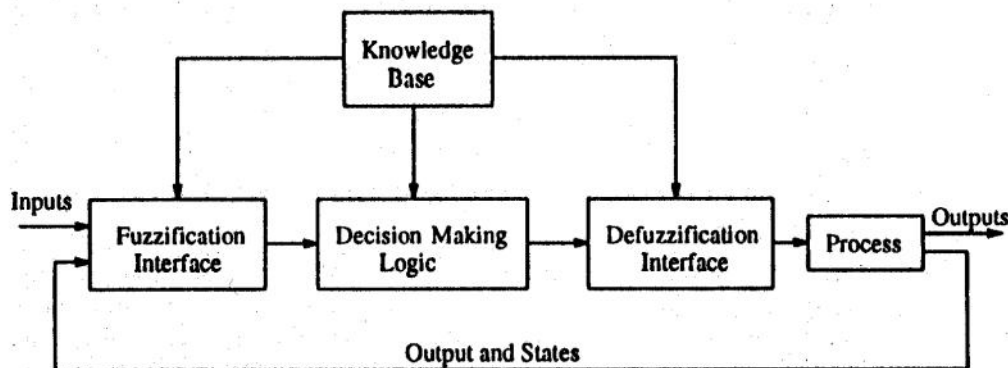 Knowledge
Base
Inputs
Fuzzification
Interface
Decision Making
Logic
Defuzzification
Interface
Process
Outputs
Output and States